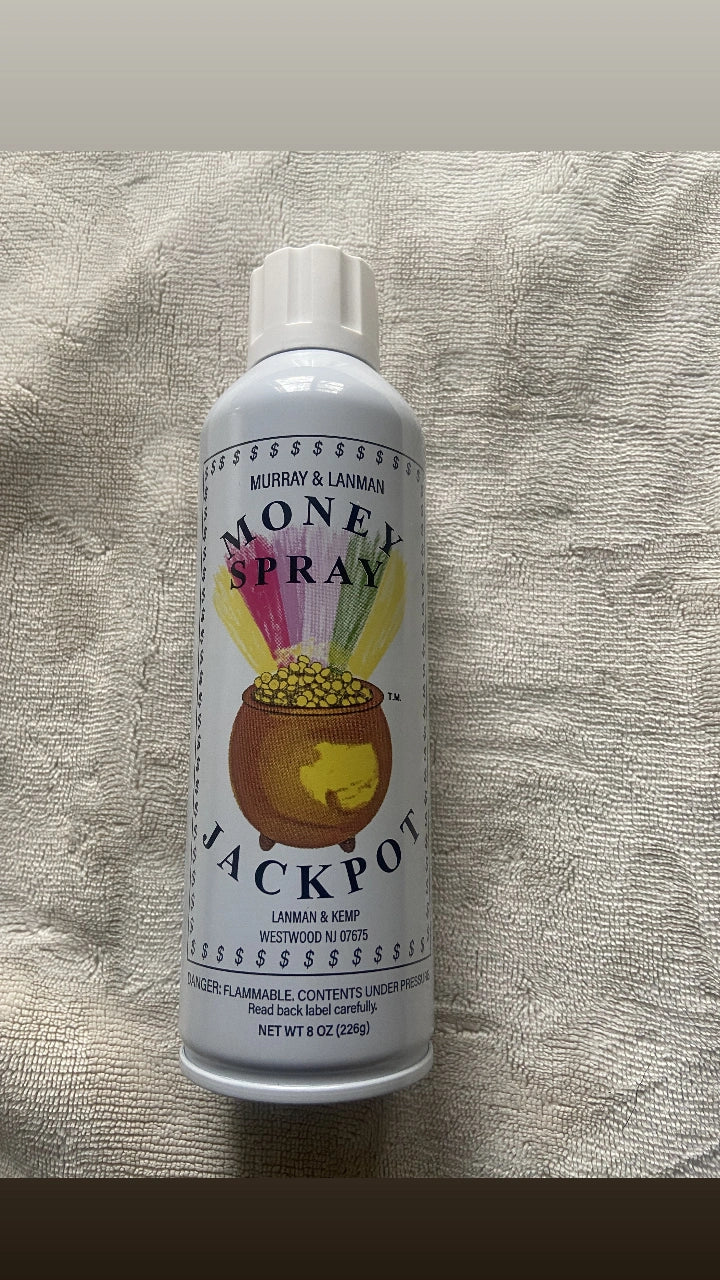 $ $ $ $ $ $ $ $ $ $ $ $ $
MURRAY & LANMAN
MONEY
SPRAY
T.M.
JACKPOT
LANMAN & KEMP
WESTWOOD NJ 07675
$ $ $ $ $ $ $ $ $ $ $ $ $
DANGER: FLAMMABLE. CONTENTS UNDER PRESSURE
Read back label carefully.
NET WT 8 OZ (226g)